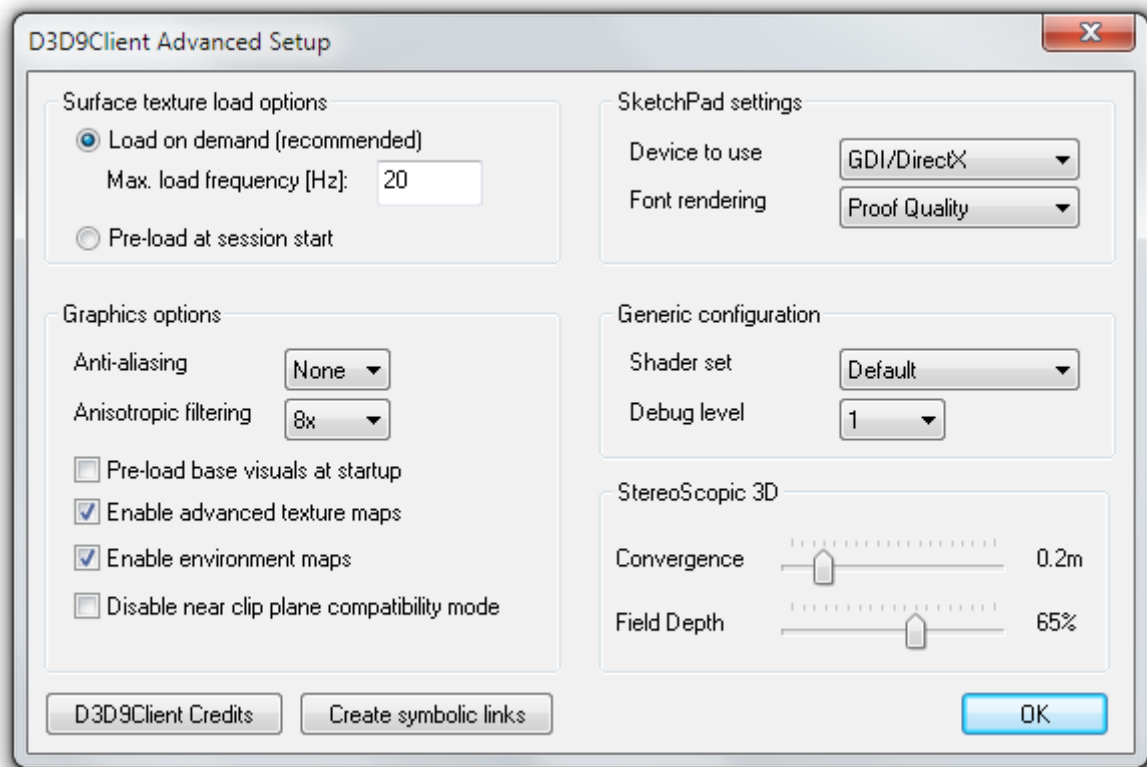 D3D9Client Advanced Setup
Surface texture load options
Load on demand (recommended)
Max. load frequency [Hz]: 20
Pre-load at session start
SketchPad settings
Device to use GDI/DirectX
Font rendering Proof Quality
Graphics options
Anti-aliasing None
Anisotropic filtering 8x
Pre-load base visuals at startup
Enable advanced texture maps
Enable environment maps
Disable near clip plane compatibility mode
Generic configuration
Shader set Default
Debug level 1
StereoScopic 3D
Convergence 0.2m
Field Depth 65%
D3D9Client Credits
Create symbolic links
OK